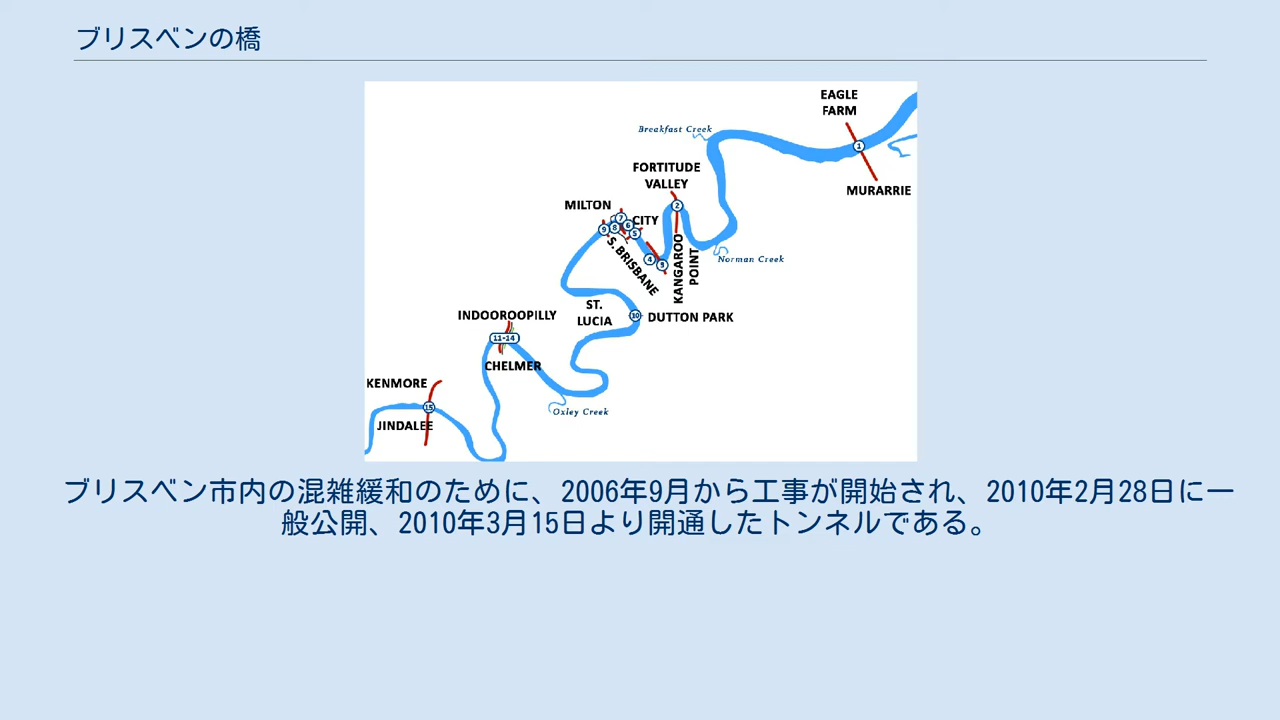 ブリスベンの橋
EAGLE
FARM
Breakfast Creek
1
FORTITUDE
VALLEY
MURARRIE
MILTON
2
7
CITY
6
9
8
5
S. BRISBANE
KANGAROO
POINT
4
3
Norman Creek
ST.
LUCIA
10
DUTTON PARK
INDOOROOPILLY
11-14
CHELMER
KENMORE
15
Oxley Creek
JINDALEE
ブリスベン市内の混雑緩和のために、2006年9月から工事が開始され、2010年2月28日に一
般公開、2010年3月15日より開通したトンネルである。